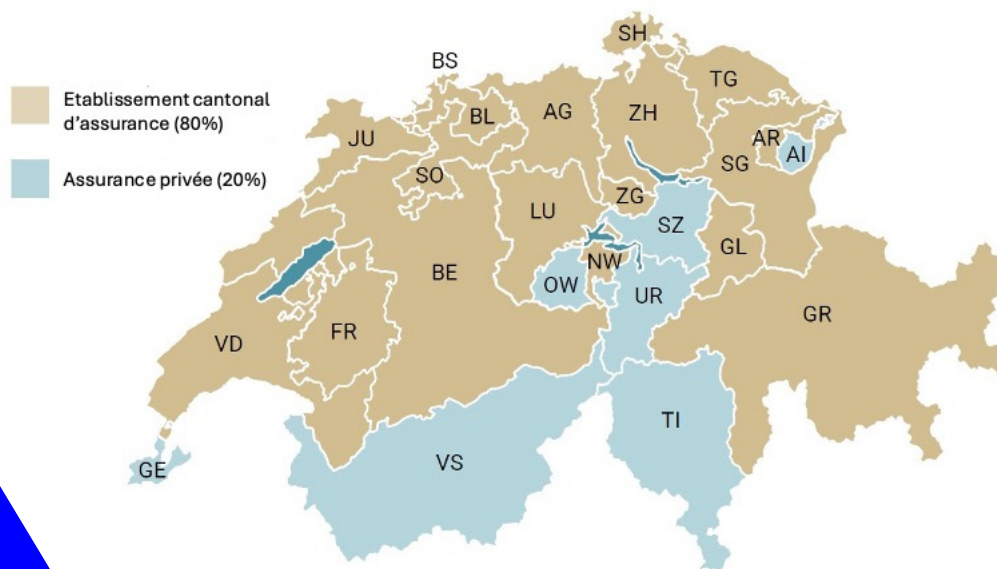 SH
BS
TG
Etablissement cantonal
d'assurance (80%)
BL
AG
ZH
JU
AR
AI
SG
Assurance privée (20%)
SO
ZG
LU
SZ
GL
NW
BE
OW
UR
GR
FR
VD
TI
VS
GE